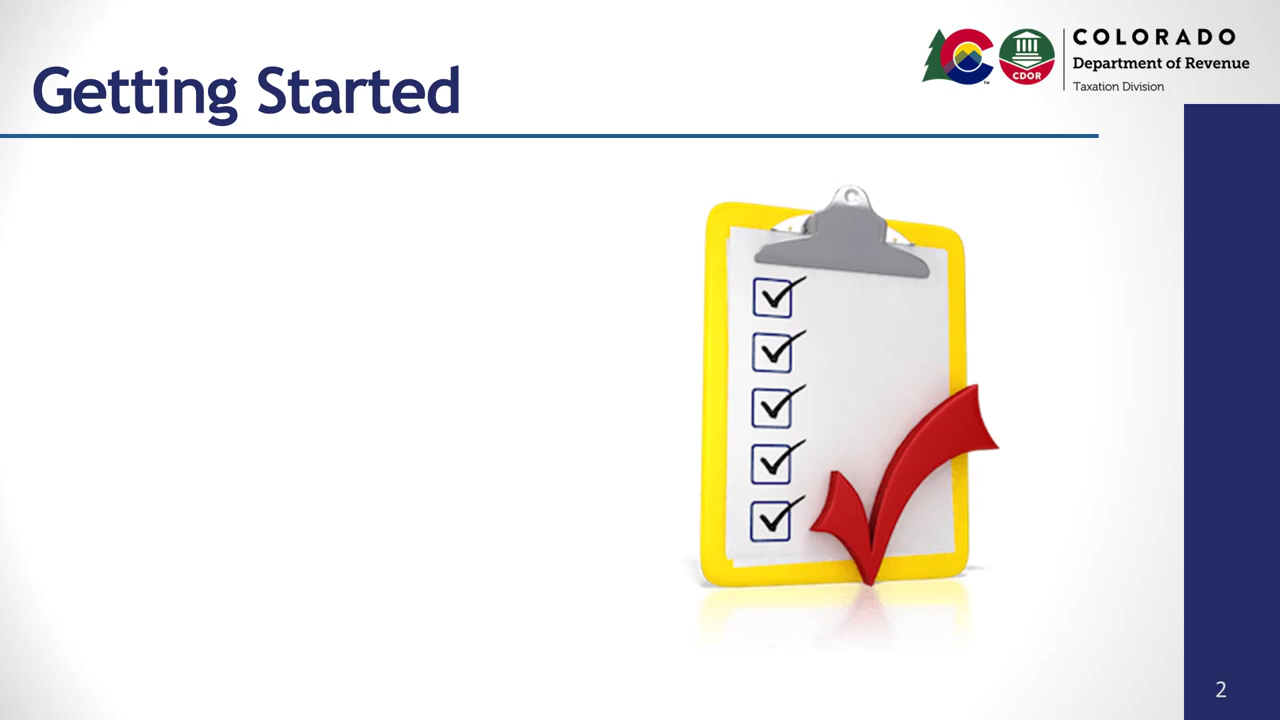 Getting Started
CDOR
COLORADO
Department of Revenue
Taxation Division
2